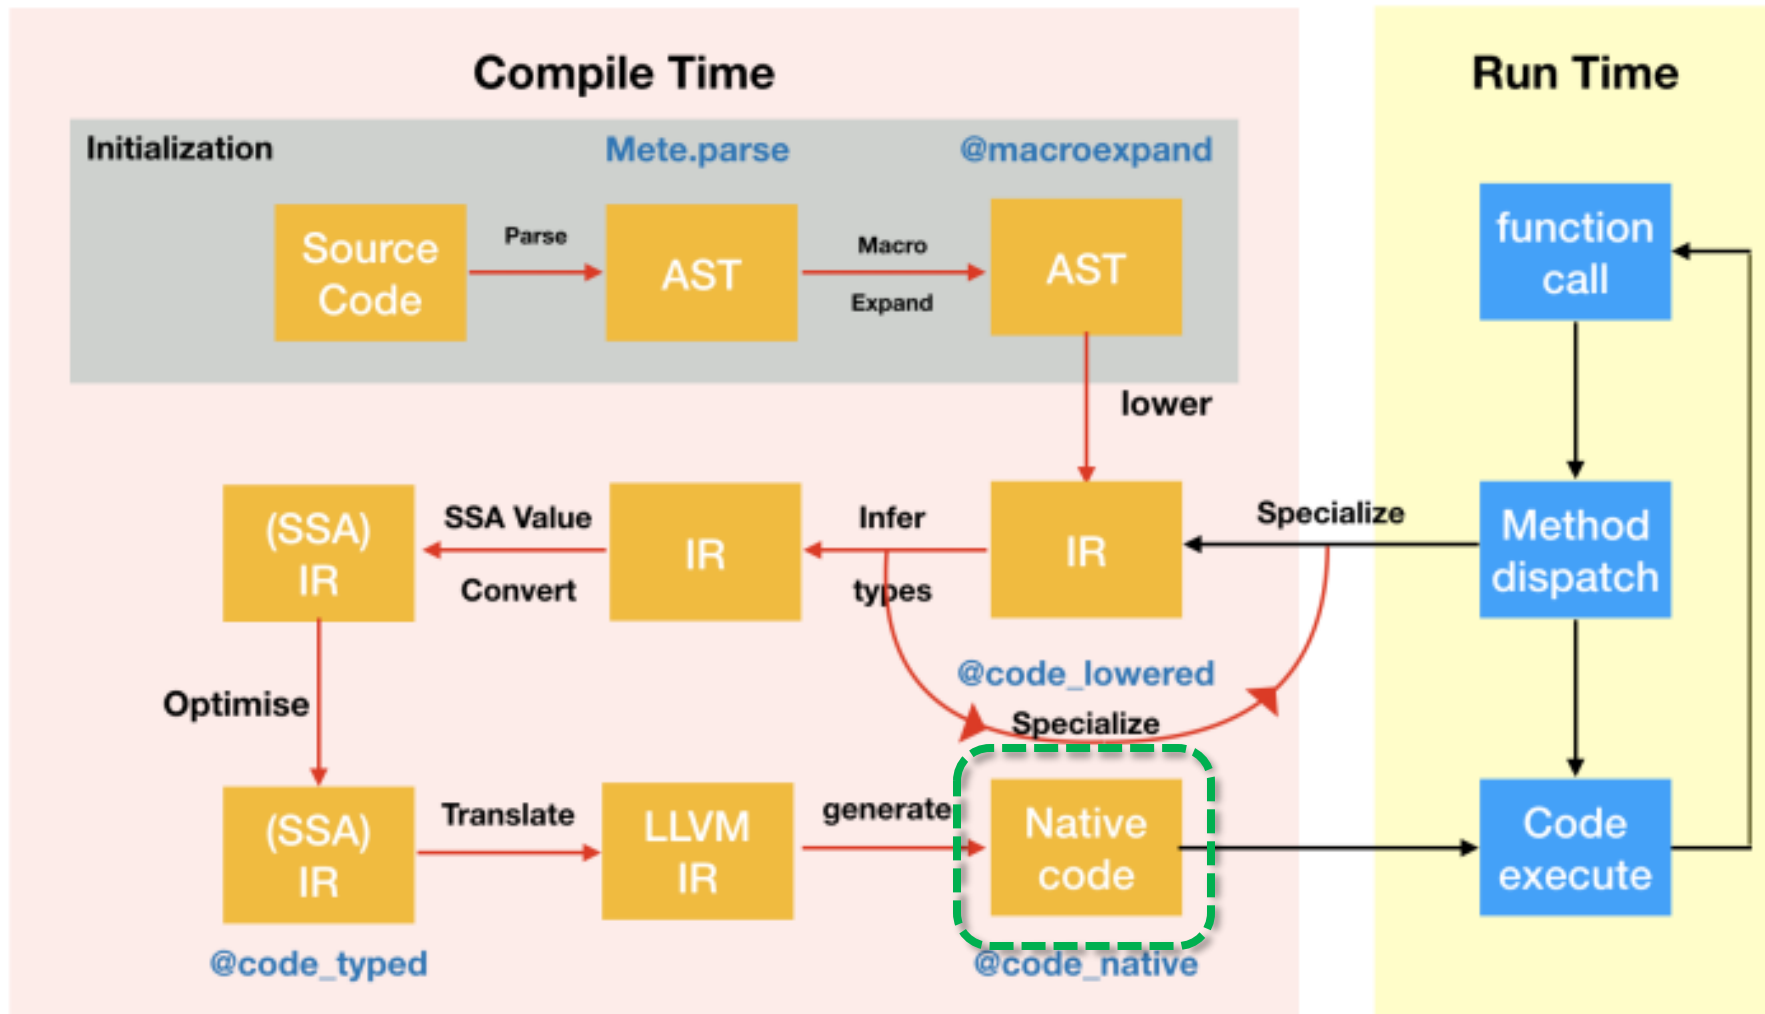 Compile Time
Run Time
Initialization
Mete.parse
@macroexpand
Source
Code
Parse
AST
Macro
Expand
AST
function
call
lower
(SSA)
IR
SSA Value
Convert
IR
Infer
types
IR
Specialize
Method
dispatch
@code_lowered
Specialize
Optimise
(SSA)
IR
Translate
LLVM
IR
generate
Native
code
Code
execute
@code_typed
@code_native